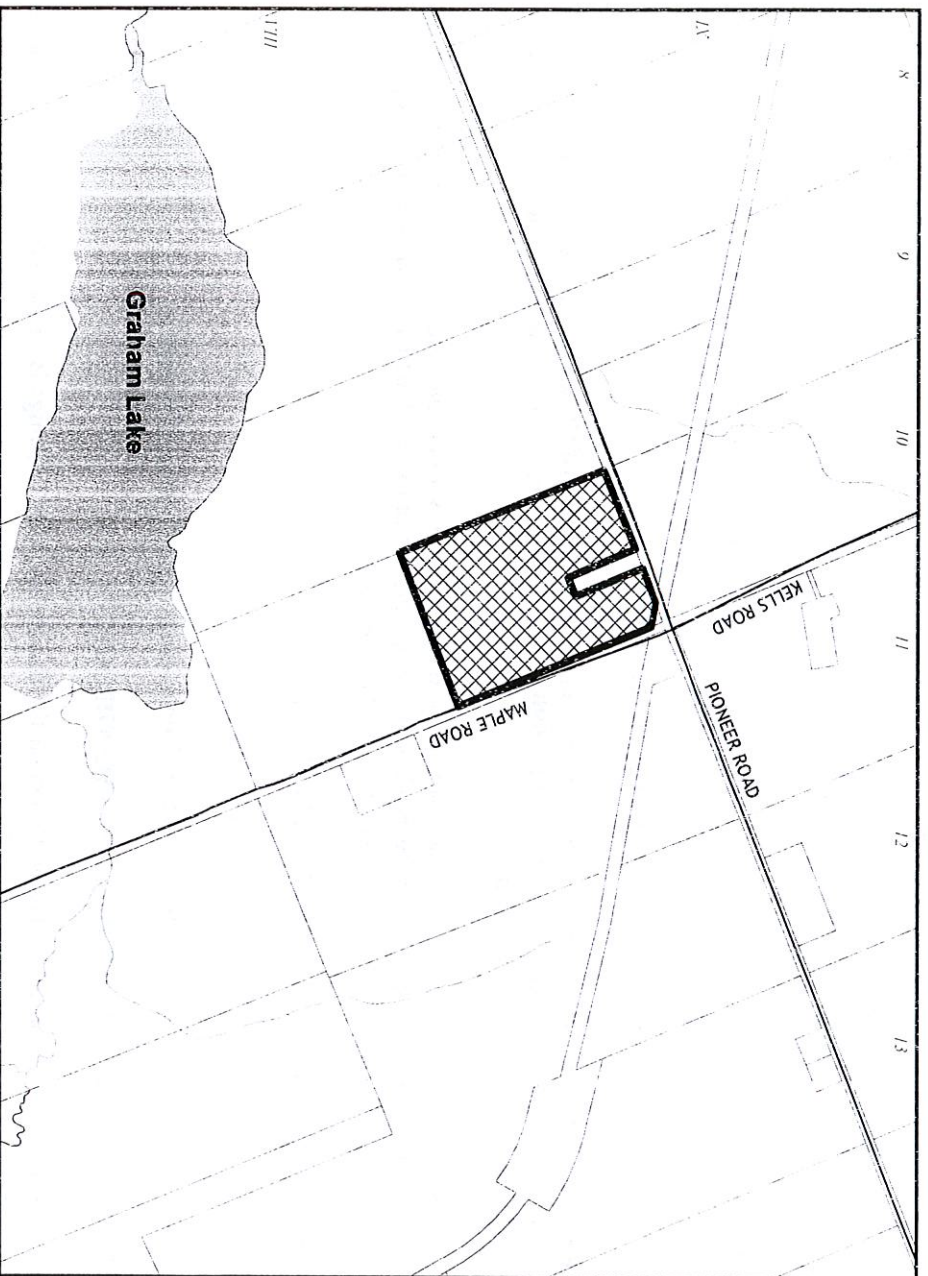 VIII
IX
8
9
10
11
12
13
Graham Lake
KELLS ROAD
PIONEER ROAD
MAPLE ROAD